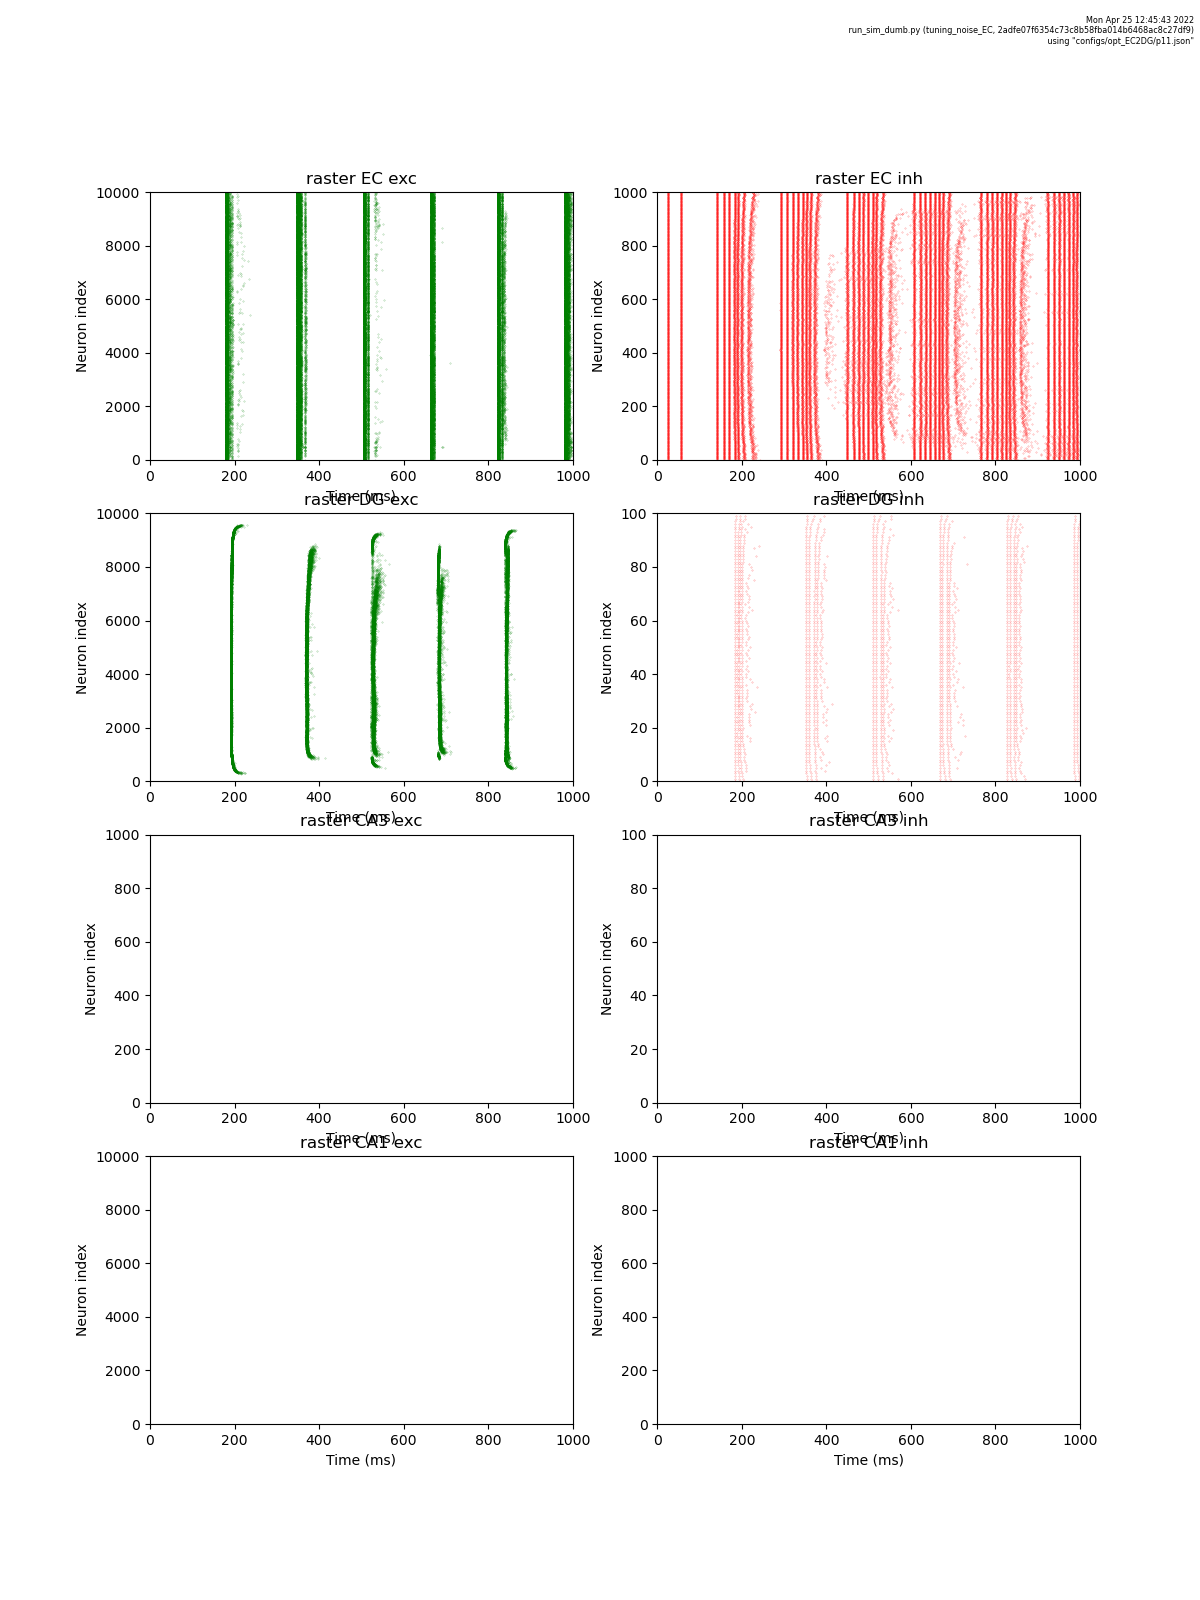 Mon Apr 25 12:45:43 2022
run_sim_dumb.py (tuning_noise_EC, 2adfe07f6354c73c8b58fba014b6468ac8c27df9)
using "configs/opt_EC2DG/p11.json"
raster EC exc
10000
8000
6000
4000
2000
0
Neuron index
0 200 400 600 800 1000
Time (ms)
raster EC inh
1000
800
600
400
200
0
Neuron index
0 200 400 600 800 1000
Time (ms)
raster DG exc
10000
8000
6000
4000
2000
0
Neuron index
0 200 400 600 800 1000
Time (ms)
raster DG inh
100
80
60
40
20
0
Neuron index
0 200 400 600 800 1000
Time (ms)
raster CA3 exc
1000
800
600
400
200
0
Neuron index
0 200 400 600 800 1000
Time (ms)
raster CA3 inh
100
80
60
40
20
0
Neuron index
0 200 400 600 800 1000
Time (ms)
raster CA1 exc
10000
8000
6000
4000
2000
0
Neuron index
0 200 400 600 800 1000
Time (ms)
raster CA1 inh
1000
800
600
400
200
0
Neuron index
0 200 400 600 800 1000
Time (ms)